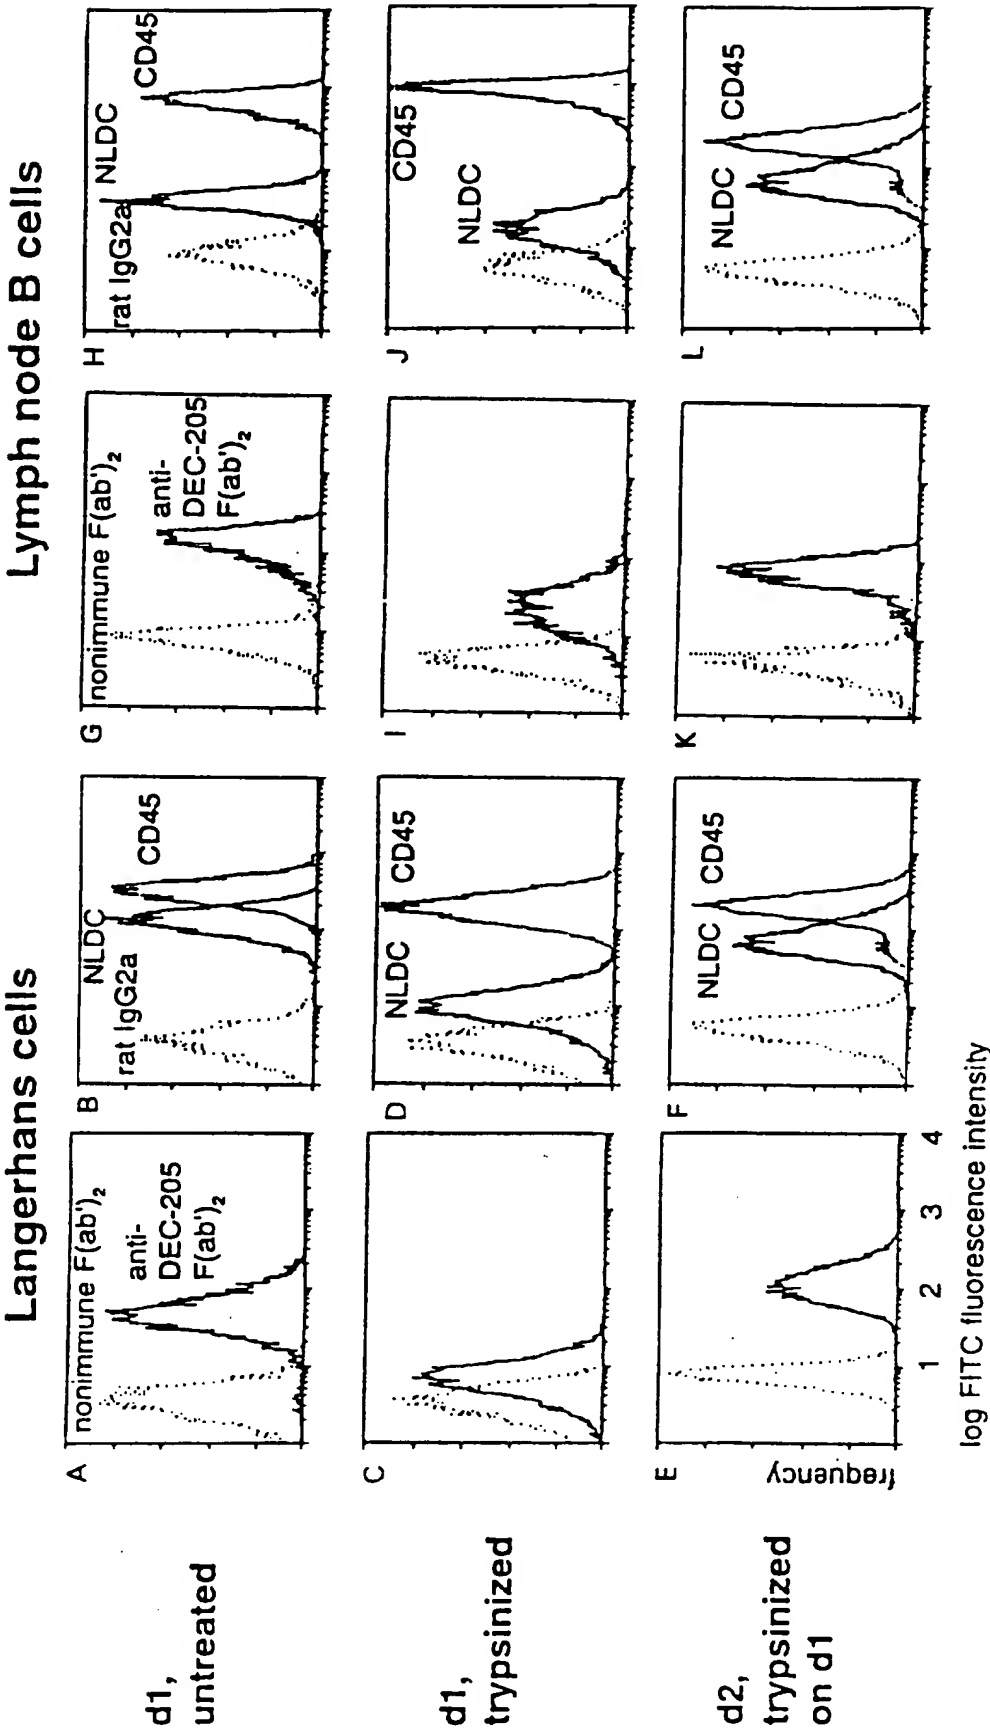 Langerhans cells
Lymph node B cells
d1,
untreated
A
nonimmune F(ab')₂
anti-
DEC-205
F(ab')₂
B
rat IgG2a
NLDC
CD45
G
nonimmune F(ab')₂
anti-
DEC-205
F(ab')₂
H
rat IgG2a
NLDC
CD45
d1,
trypsinized
C
D
NLDC
CD45
I
J
NLDC
CD45
d2,
trypsinized
on d1
E
frequency
1
2
3
4
log FITC fluorescence intensity
F
NLDC
CD45
K
L
NLDC
CD45